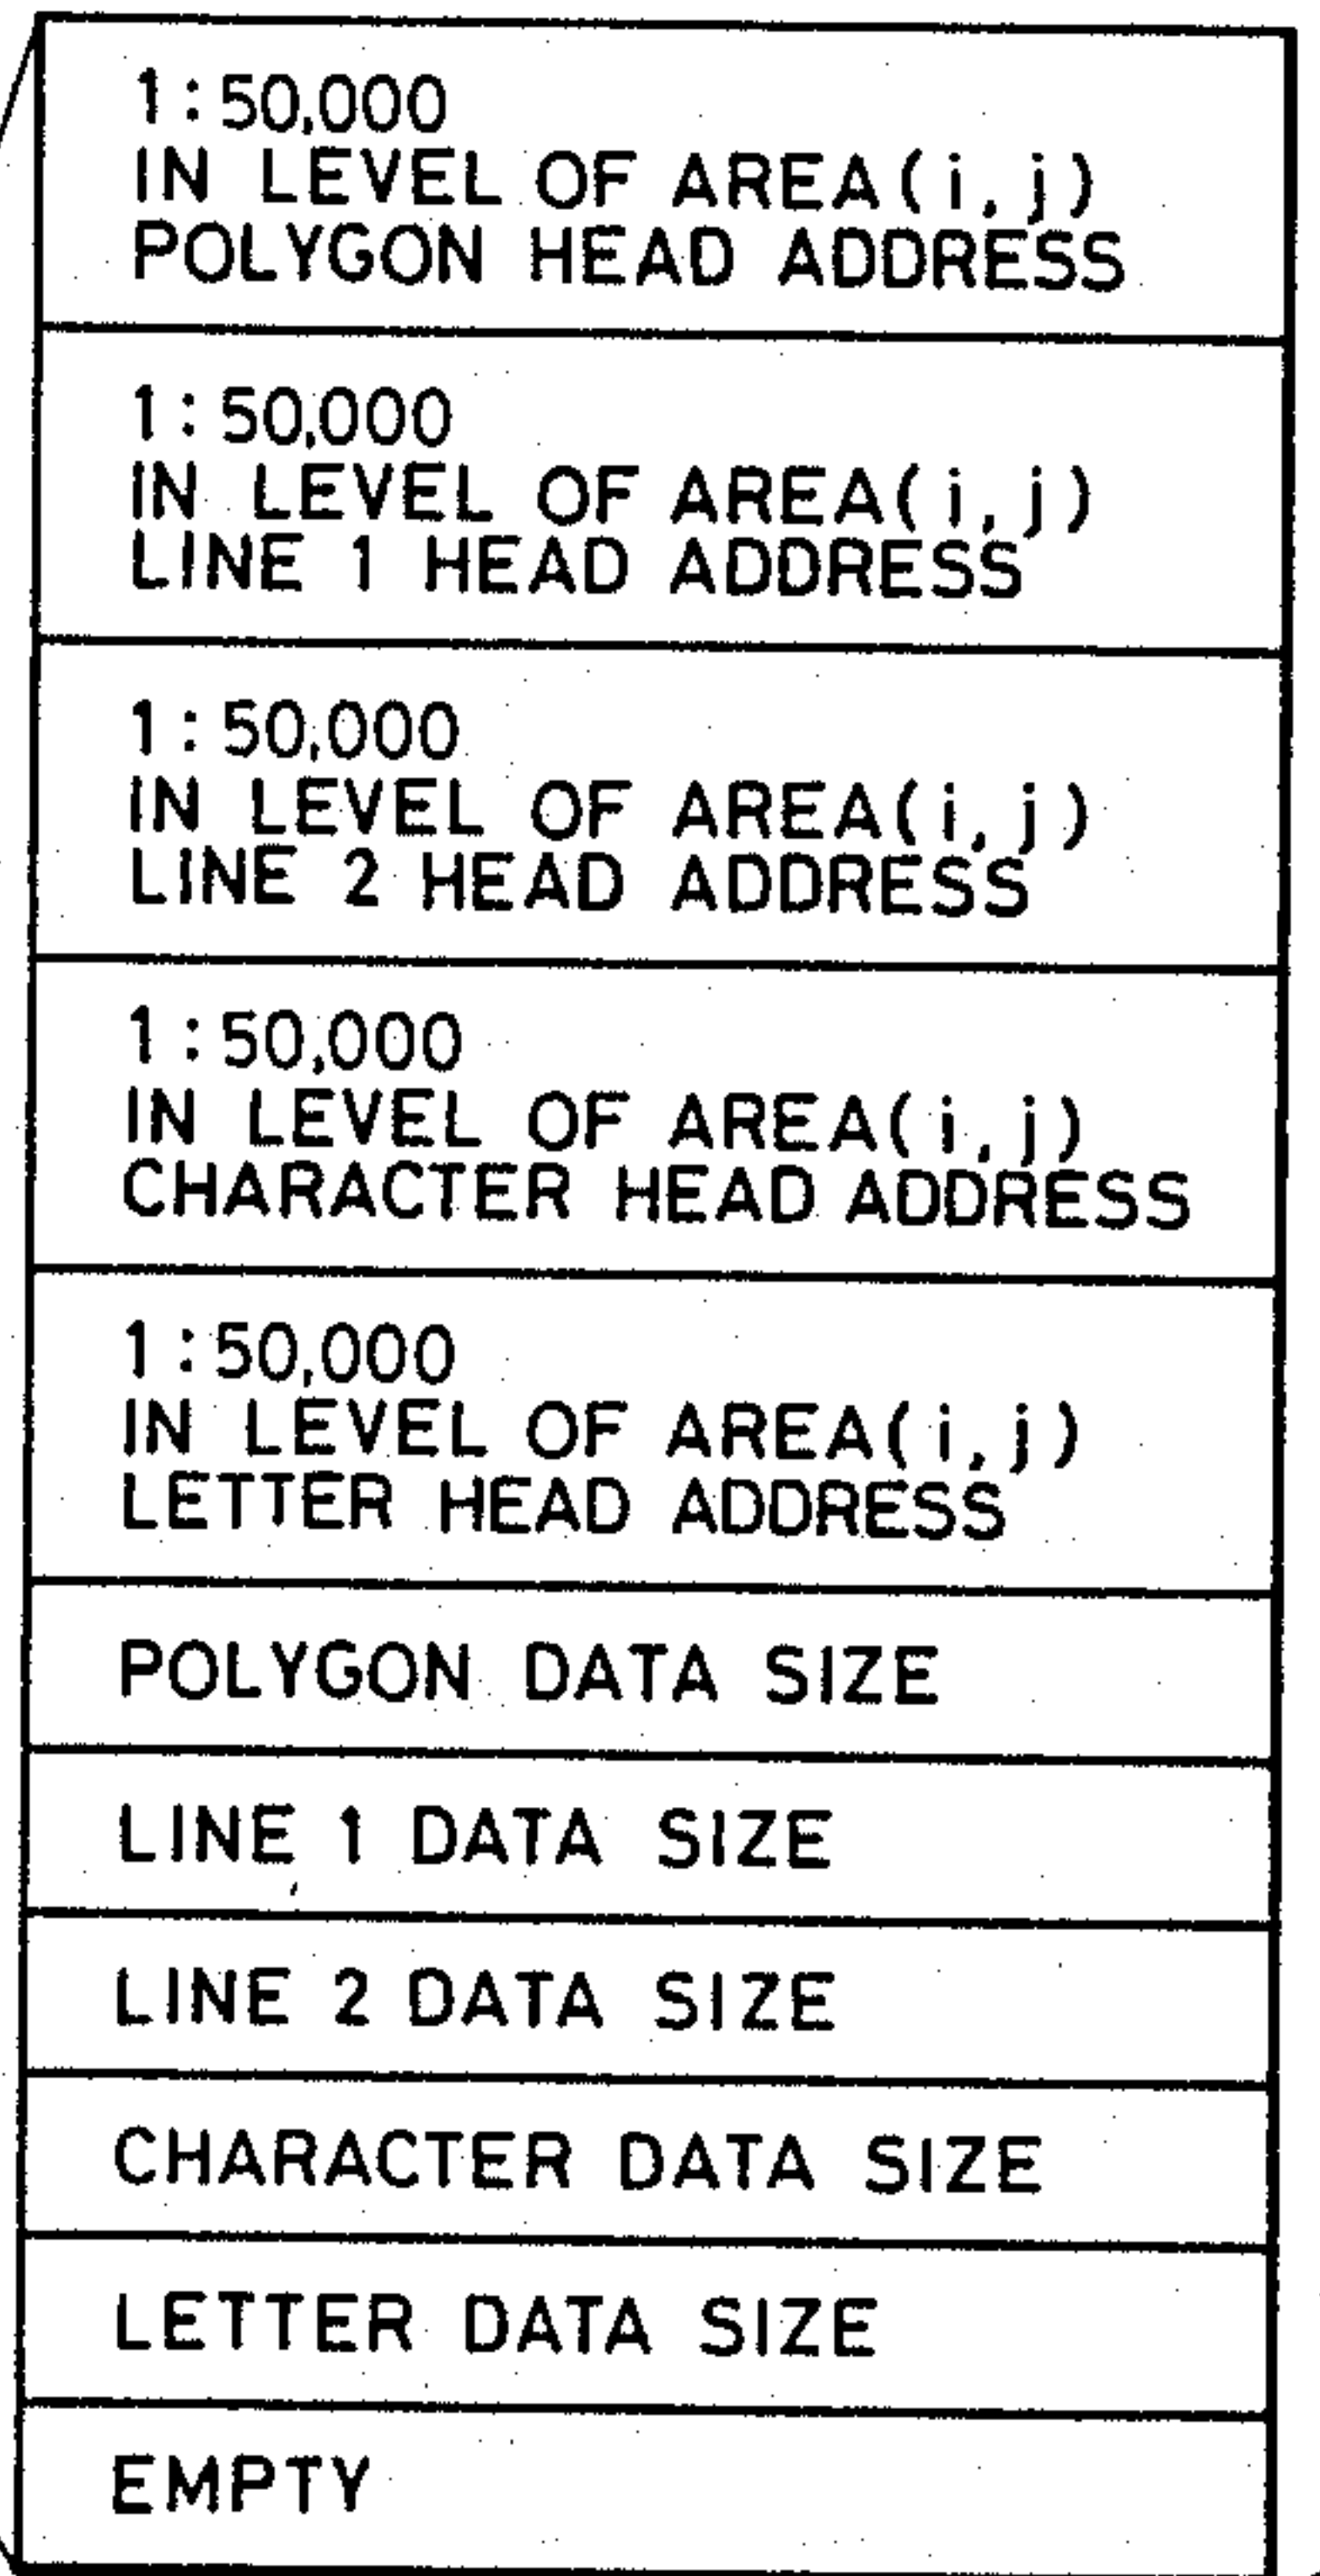 1:50,000
IN LEVEL OF AREA(i,j)
POLYGON HEAD ADDRESS
1:50,000
IN LEVEL OF AREA(i,j)
LINE 1 HEAD ADDRESS
1:50,000
IN LEVEL OF AREA(i,j)
LINE 2 HEAD ADDRESS
1:50,000
IN LEVEL OF AREA(i,j)
CHARACTER HEAD ADDRESS
1:50,000
IN LEVEL OF AREA(i,j)
LETTER HEAD ADDRESS
POLYGON DATA SIZE
LINE 1 DATA SIZE
LINE 2 DATA SIZE
CHARACTER DATA SIZE
LETTER DATA SIZE
EMPTY